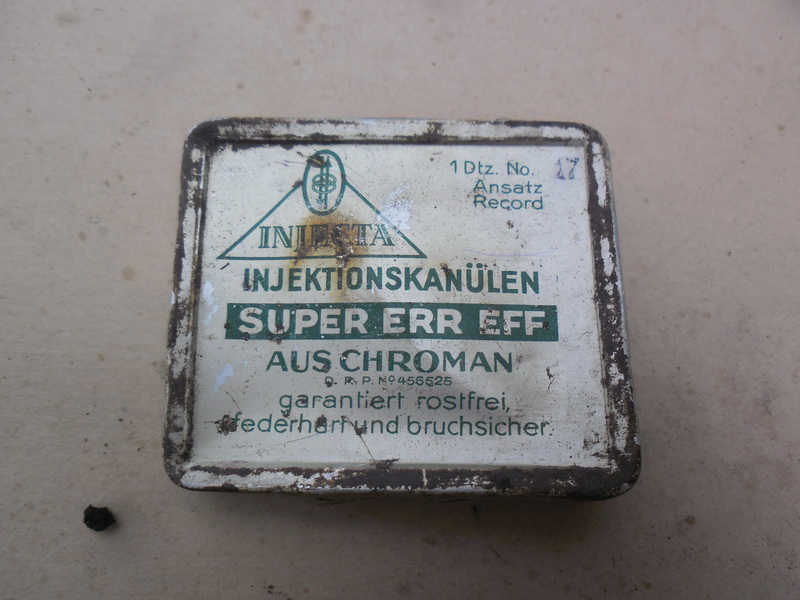 1 Dtz. No. 17
Ansatz
Record
INJECTA
INJEKTIONSKANÜLEN
SUPER ERR EFF
AUS CHROMAN
D. R. P. No 456525
garantiert rostfrei,
federhart und bruchsicher.